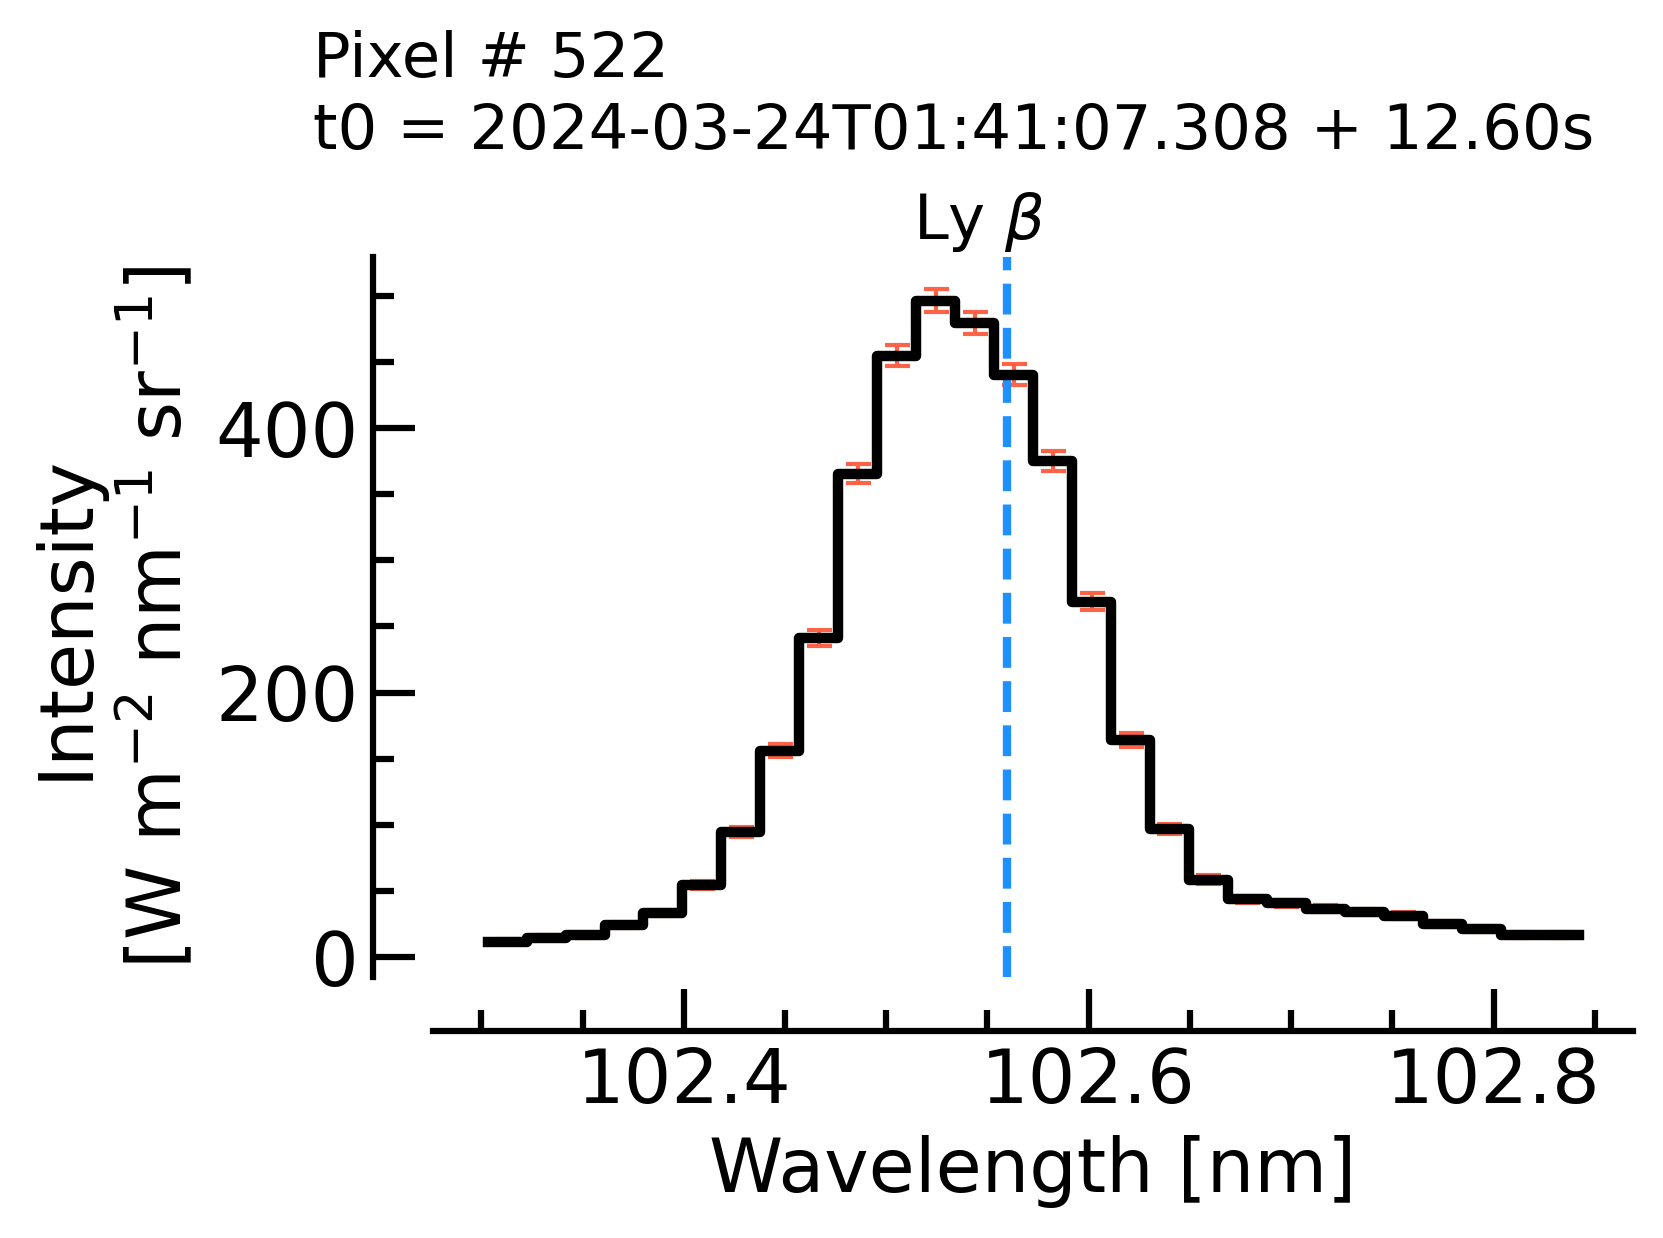 Pixel # 522
t0 = 2024-03-24T01:41:07.308 + 12.60s
Ly β
Intensity
[W m⁻² nm⁻¹ sr⁻¹]
400
200
0
102.4 102.6 102.8
Wavelength [nm]